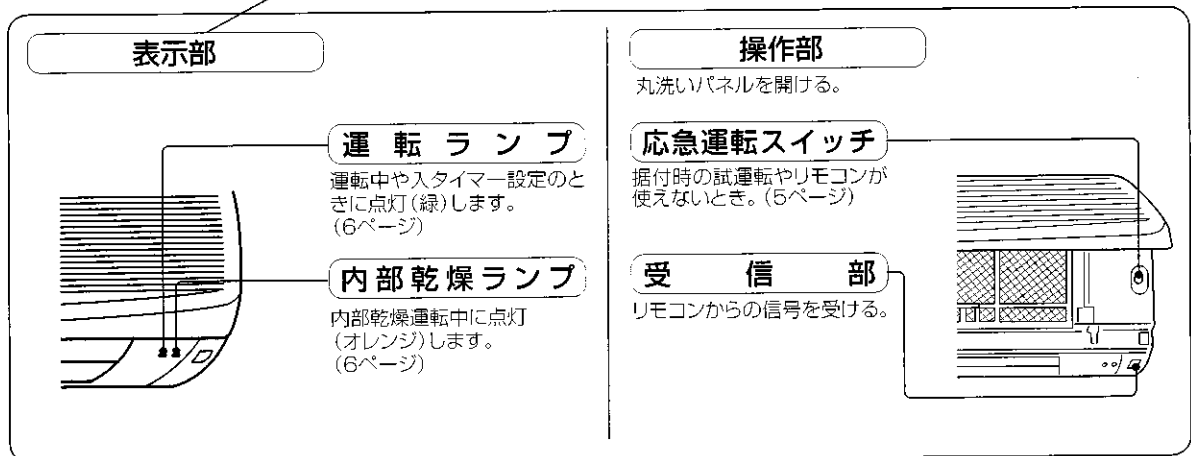 表示部
運転ランプ
運転中や入タイマー設定のと
きに点灯(緑)します。
(6ページ)
内部乾燥ランプ
内部乾燥運転中に点灯
(オレンジ)します。
(6ページ)
操作部
丸洗いパネルを開ける。
応急運転スイッチ
据付時の試運転やリモコンが
使えないとき。(5ページ)
受信部
リモコンからの信号を受ける。